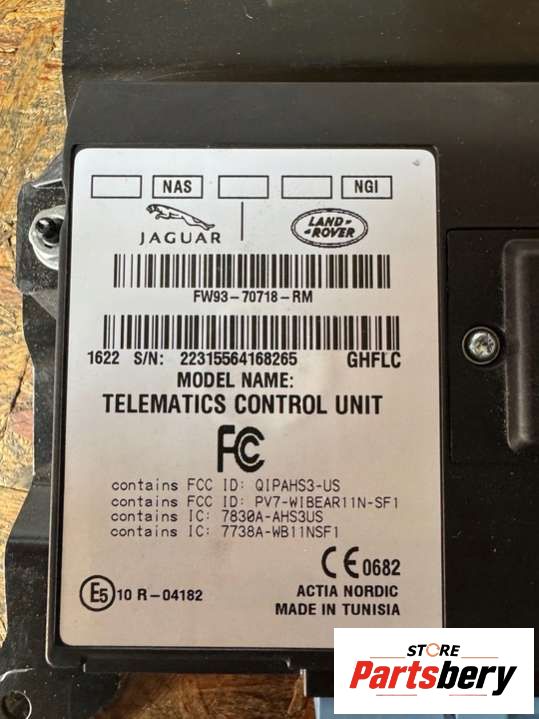 NAS NGI
JAGUAR LAND-
-ROVER
FW93-70718-RM
1622 S/N: 22315564168265 GHFLC
MODEL NAME:
TELEMATICS CONTROL UNIT
FC
contains FCC ID: QIPAHS3-US
contains FCC ID: PV7-WIBEAR11N-SF1
contains IC: 7830A-AHS3US
contains IC: 7738A-WB11NSF1
CE0682
E5 10 R-04182
ACTIA NORDIC
MADE IN TUNISIA
STORE
Partsbery